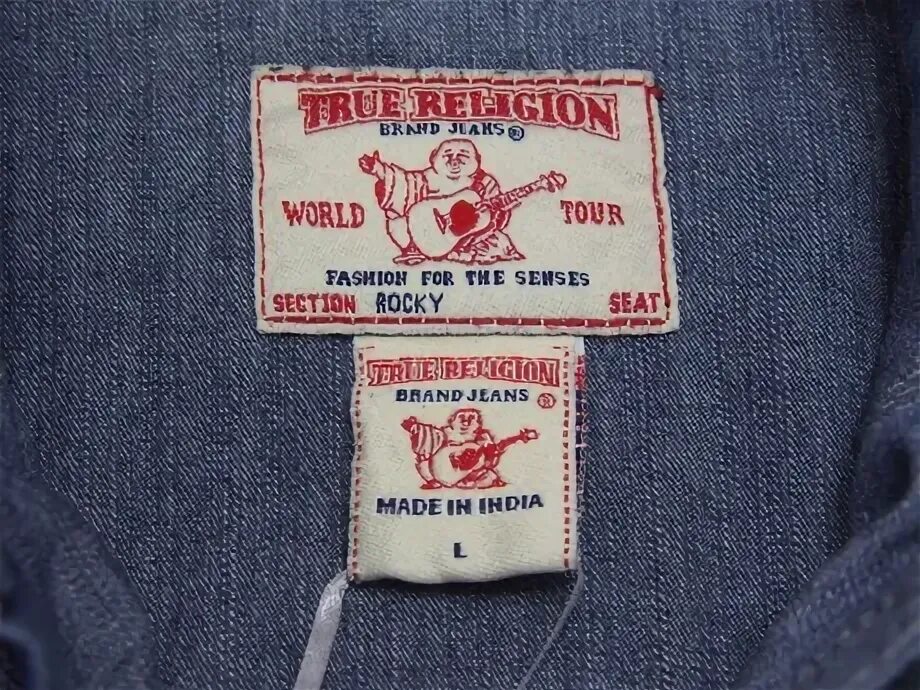 TRUE RELIGION
BRAND JEANS ®
WORLD TOUR
FASHION FOR THE SENSES
SECTION ROCKY SEAT
TRUE RELIGION
BRAND JEANS ®
MADE IN INDIA
L